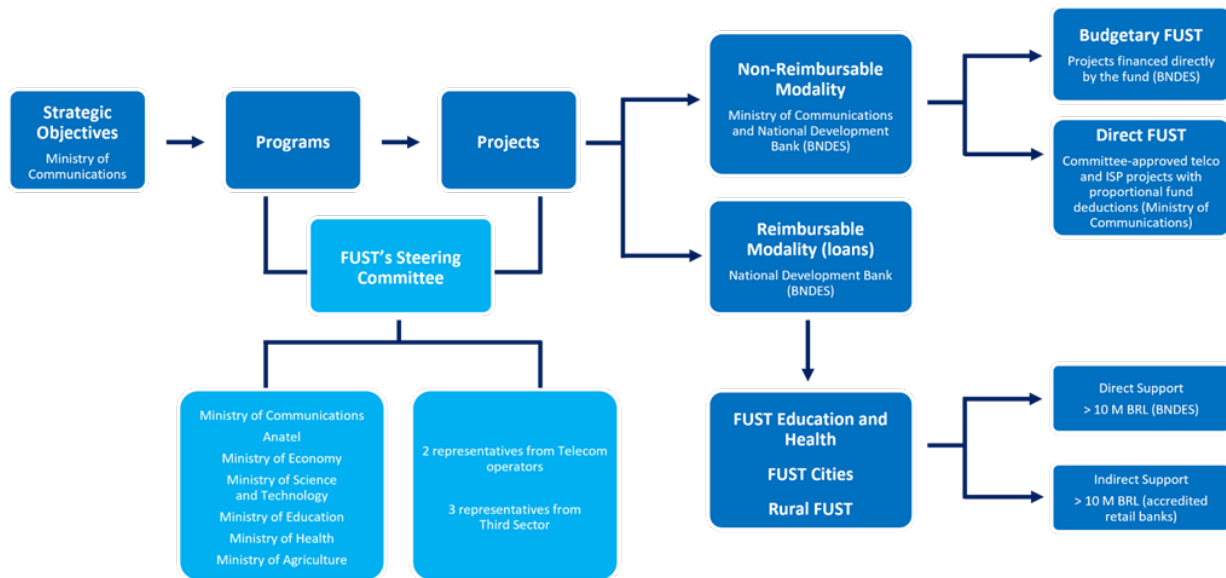 Strategic
Objectives
Ministry of
Communications
Programs
Projects
FUST's Steering
Committee
Ministry of Communications
Anatel
Ministry of Economy
Ministry of Science
and Technology
Ministry of Education
Ministry of Health
Ministry of Agriculture
2 representatives from Telecom
operators
3 representatives from
Third Sector
Non-Reimbursable
Modality
Ministry of Communications
and National Development
Bank (BNDES)
Reimbursable
Modality (loans)
National Development Bank
(BNDES)
FUST Education and
Health
FUST Cities
Rural FUST
Budgetary FUST
Projects financed directly
by the fund (BNDES)
Direct FUST
Committee-approved telco
and ISP projects with
proportional fund
deductions (Ministry of
Communications)
Direct Support
> 10 M BRL (BNDES)
Indirect Support
> 10 M BRL (accredited
retail banks)